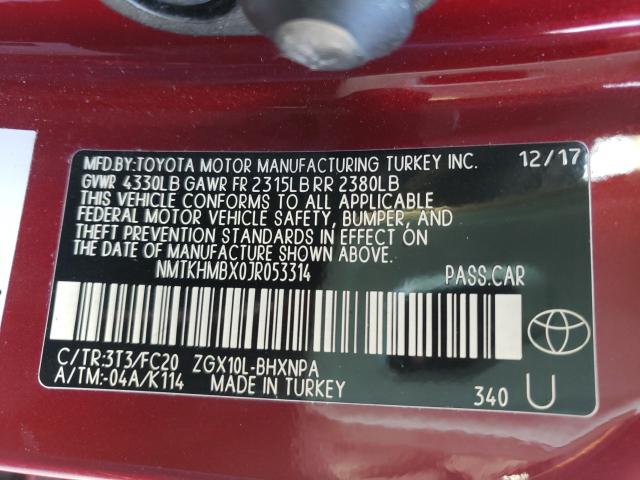 MFD.BY:TOYOTA MOTOR MANUFACTURING TURKEY INC. 12/17
GVWR 4330LB GAWR FR 2315LB RR 2380LB
THIS VEHICLE CONFORMS TO ALL APPLICABLE
FEDERAL MOTOR VEHICLE SAFETY, BUMPER, AND
THEFT PREVENTION STANDARDS IN EFFECT ON
THE DATE OF MANUFACTURE SHOWN ABOVE.
NMTKHMBX0JR053314 PASS.CAR
C/TR:3T3/FC20 ZGX10L-BHXNPA
A/TM:-04A/K114 MADE IN TURKEY 340 U